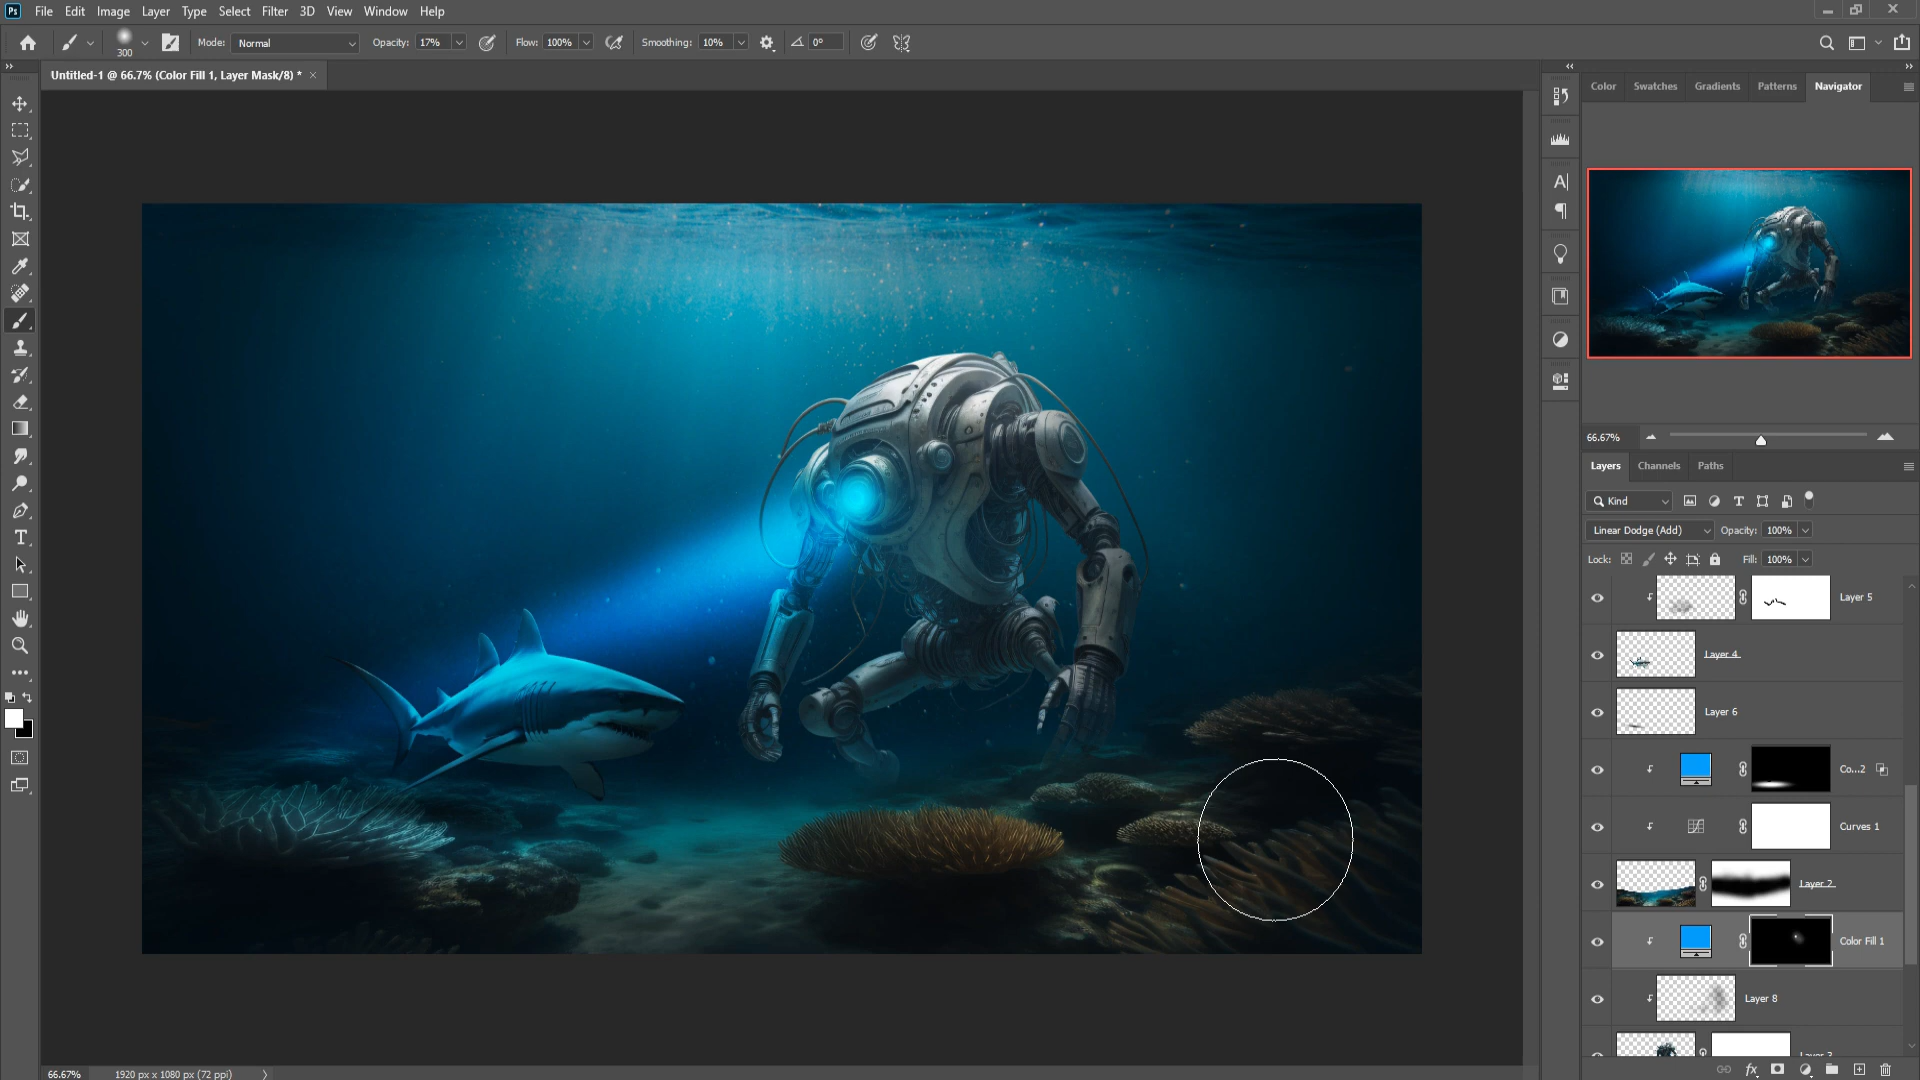 Ps File Edit Image Layer Type Select Filter 3D View Window Help
300 Mode: Normal Opacity: 17% Flow: 100% Smoothing: 10% 0°
Untitled-1 @ 66.7% (Color Fill 1, Layer Mask/8) * ×
Color Swatches Gradients Patterns Navigator
66.67%
Layers Channels Paths
Kind
Linear Dodge (Add) Opacity: 100%
Lock: Fill: 100%
Layer 5
Layer 4
Layer 6
Co...2
Curves 1
Layer 2
Color Fill 1
Layer 8
66.67% 1920 px x 1080 px (72 ppi)